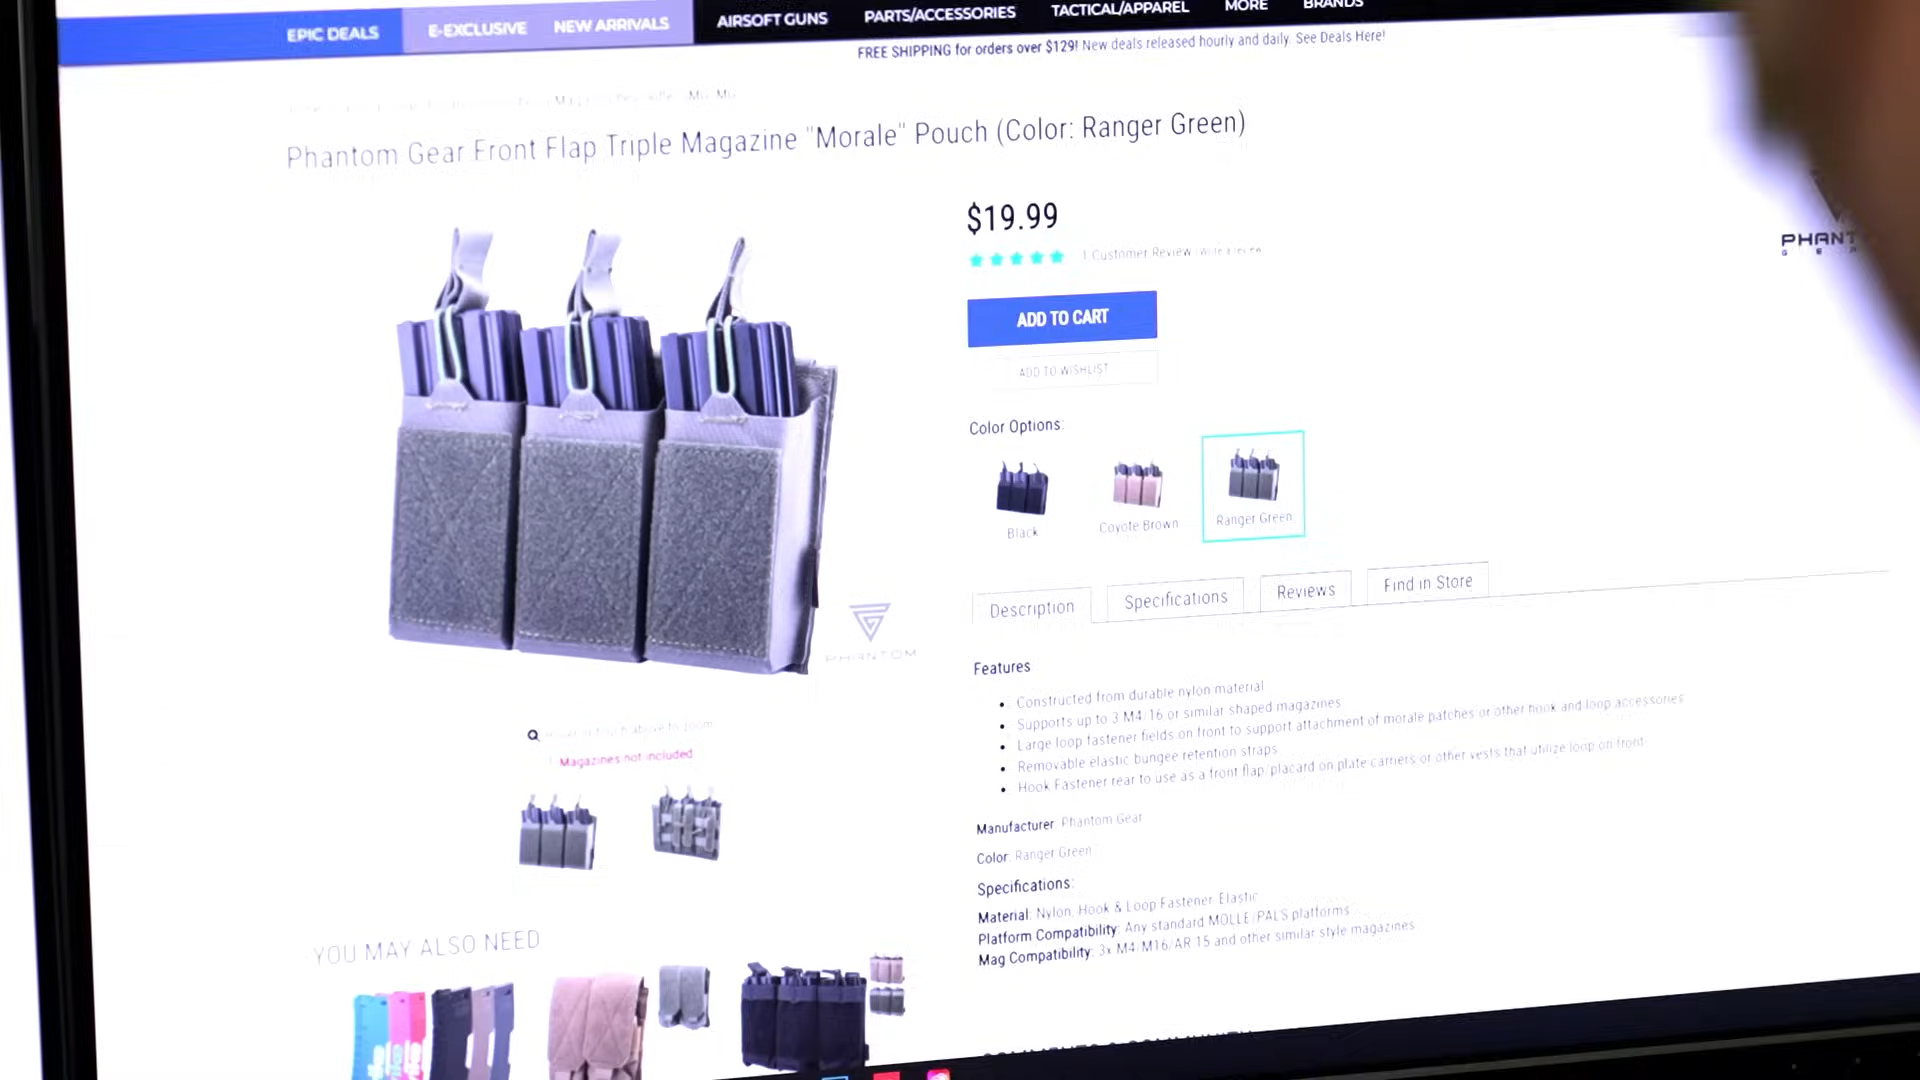 EPIC DEALS
E-EXCLUSIVE
NEW ARRIVALS
AIRSOFT GUNS
PARTS/ACCESSORIES
TACTICAL/APPAREL
MORE
BRANDS
FREE SHIPPING for orders over $129! New deals released hourly and daily. See Deals Here!
Phantom Gear Front Flap Triple Magazine "Morale" Pouch (Color: Ranger Green)
$19.99
1 Customer Review
PHANT
ADD TO CART
ADD TO WISHLIST
Color Options:
Black
Coyote Brown
Ranger Green
Description
Specifications
Reviews
Find in Store
PHANTOM
Features
Constructed from durable nylon material
Supports up to 3 M4/16 or similar shaped magazines
Large loop fastener fields on front to support attachment of morale patches or other hook and loop accessories
Removable elastic bungee retention straps
Hook Fastener rear to use as a front flap/placard on plate carriers or other vests that utilize loop on front
above to zoom
Magazines not included
Manufacturer: Phantom Gear
Color: Ranger Green
Specifications:
Material: Nylon, Hook & Loop Fastener, Elastic
Platform Compatibility: Any standard MOLLE/PALS platforms
Mag Compatibility: 3x M4/M16/AR-15 and other similar style magazines
YOU MAY ALSO NEED